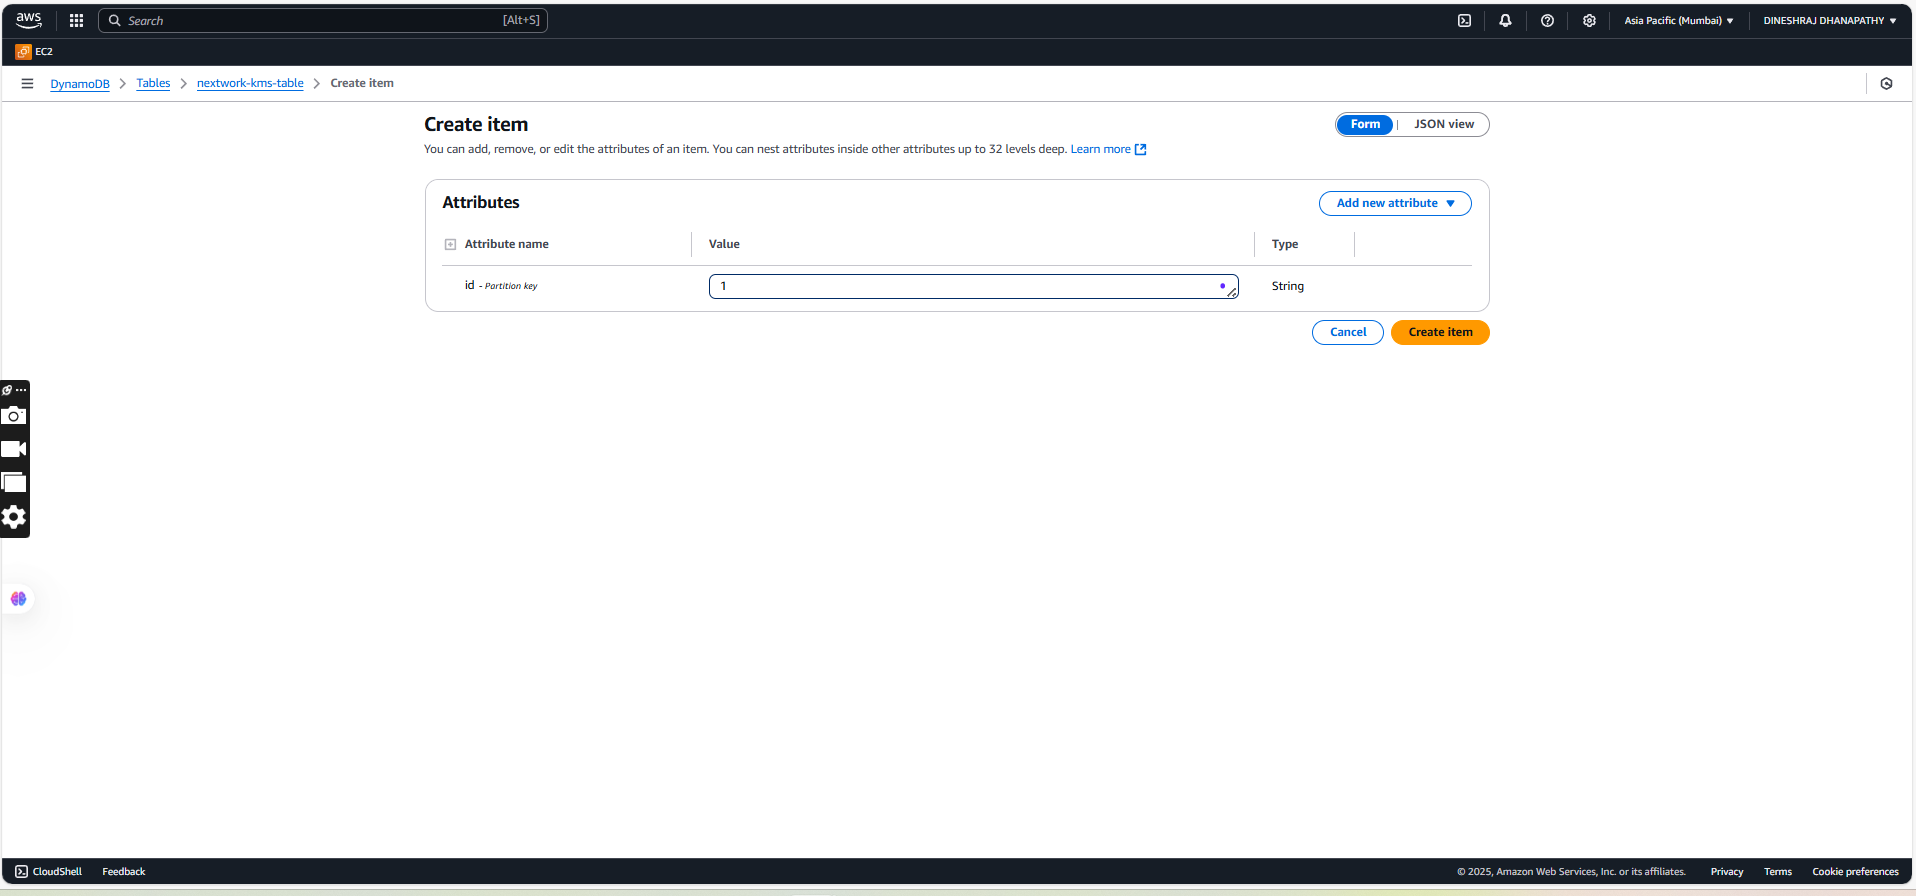 aws Search [Alt+S] Asia Pacific (Mumbai) DINESHRAJ DHANAPATHY
EC2
DynamoDB Tables nextwork-kms-table Create item
Create item Form JSON view
You can add, remove, or edit the attributes of an item. You can nest attributes inside other attributes up to 32 levels deep. Learn more
Attributes Add new attribute
Attribute name Value Type
id - Partition key 1 String
Cancel Create item
CloudShell Feedback © 2025, Amazon Web Services, Inc. or its affiliates. Privacy Terms Cookie preferences